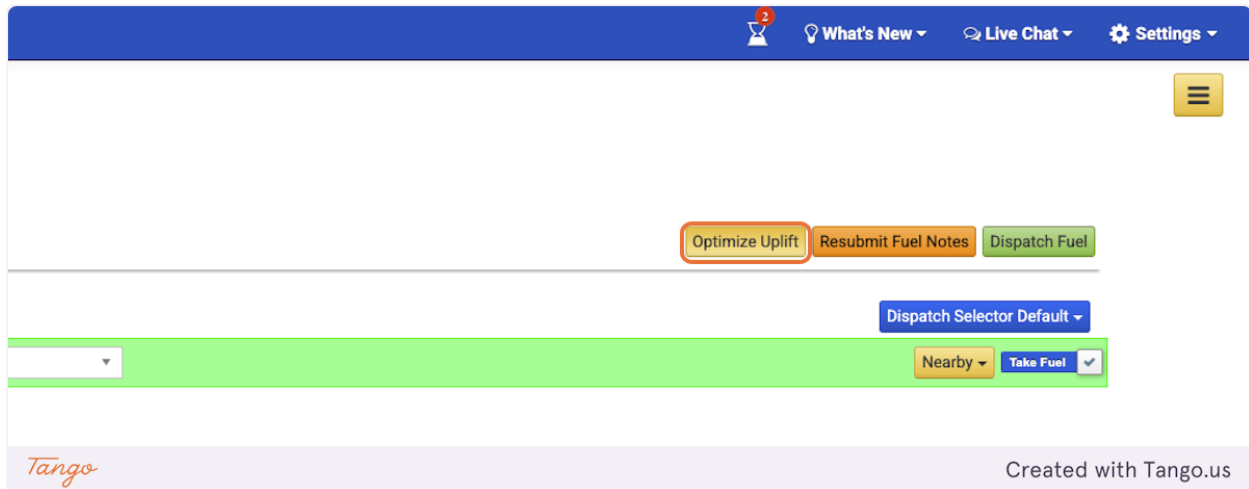 2
What's New
Live Chat
Settings
Optimize Uplift
Resubmit Fuel Notes
Dispatch Fuel
Dispatch Selector Default
Nearby
Take Fuel
Tango
Created with Tango.us